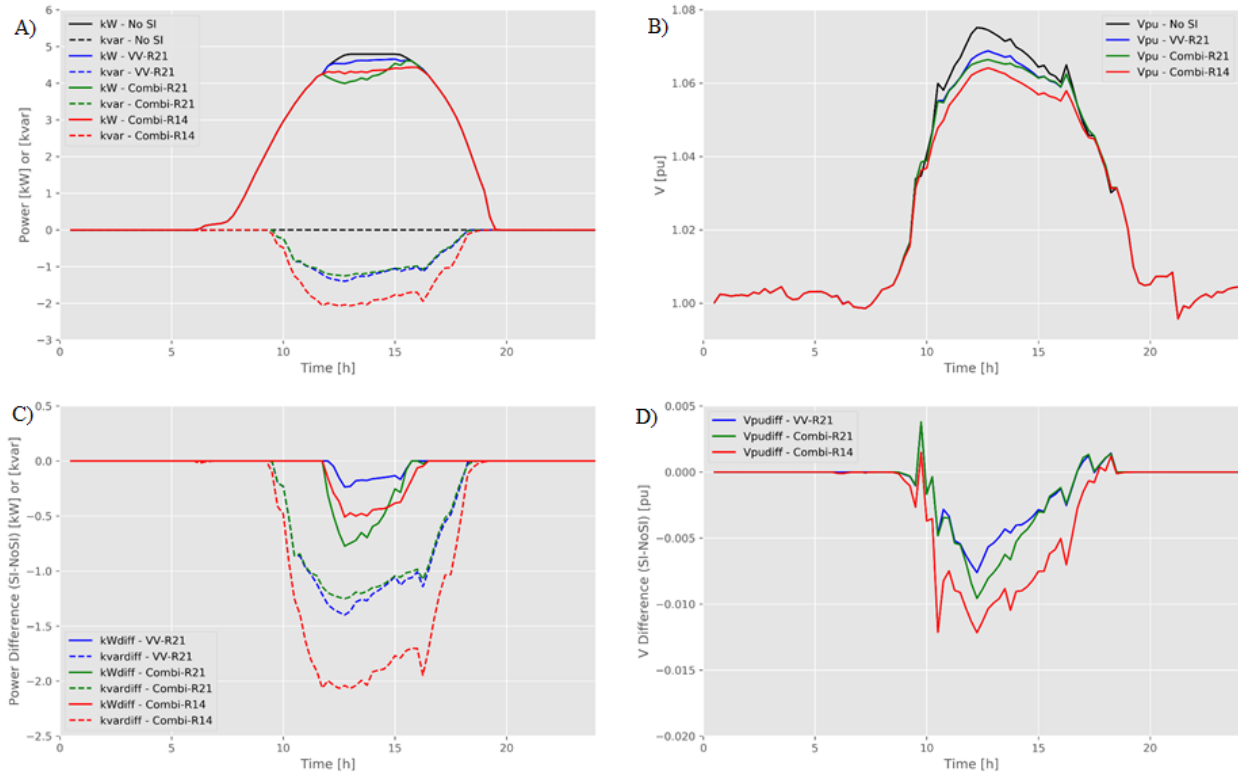 A)
6
5
4
3
2
1
0
−1
−2
−3
Power [kW] or [kvar]
kW - No SI
kvar - No SI
kW - VV-R21
kvar - VV-R21
kW - Combi-R21
kvar - Combi-R21
kW - Combi-R14
kvar - Combi-R14
0 5 10 15 20
Time [h]
B)
1.08
1.06
1.04
1.02
1.00
V [pu]
Vpu - No SI
Vpu - VV-R21
Vpu - Combi-R21
Vpu - Combi-R14
0 5 10 15 20
Time [h]
C)
0.5
0.0
−0.5
−1.0
−1.5
−2.0
−2.5
Power Difference (SI-NoSI) [kW] or [kvar]
kWdiff - VV-R21
kvardiff - VV-R21
kWdiff - Combi-R21
kvardiff - Combi-R21
kWdiff - Combi-R14
kvardiff - Combi-R14
0 5 10 15 20
Time [h]
D)
0.005
0.000
−0.005
−0.010
−0.015
−0.020
V Difference (SI-NoSI) [pu]
Vpudiff - VV-R21
Vpudiff - Combi-R21
Vpudiff - Combi-R14
0 5 10 15 20
Time [h]